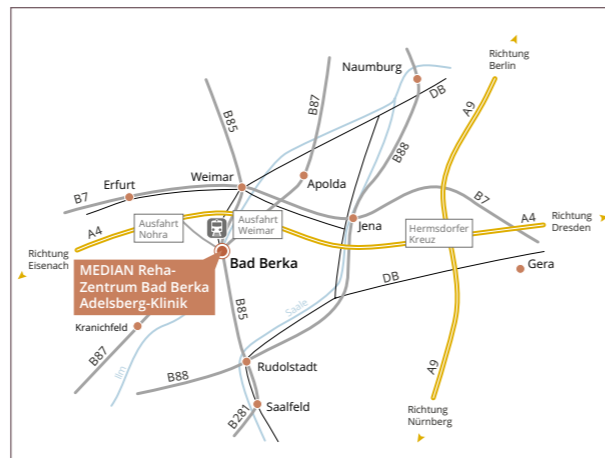 Richtung
Berlin
Naumburg
DB
A9
B87
B85
B88
Weimar
Erfurt
Apolda
B7
B7
Ausfahrt
Nohra
Ausfahrt
Weimar
Jena
Hermsdorfer
Kreuz
A4
Richtung
Dresden
A4
Richtung
Eisenach
Bad Berka
MEDIAN Reha-
Zentrum Bad Berka
Adelsberg-Klinik
Gera
DB
B85
Saale
Kranichfeld
B87
Ilm
Rudolstadt
B88
A9
Saalfeld
B281
Richtung
Nürnberg